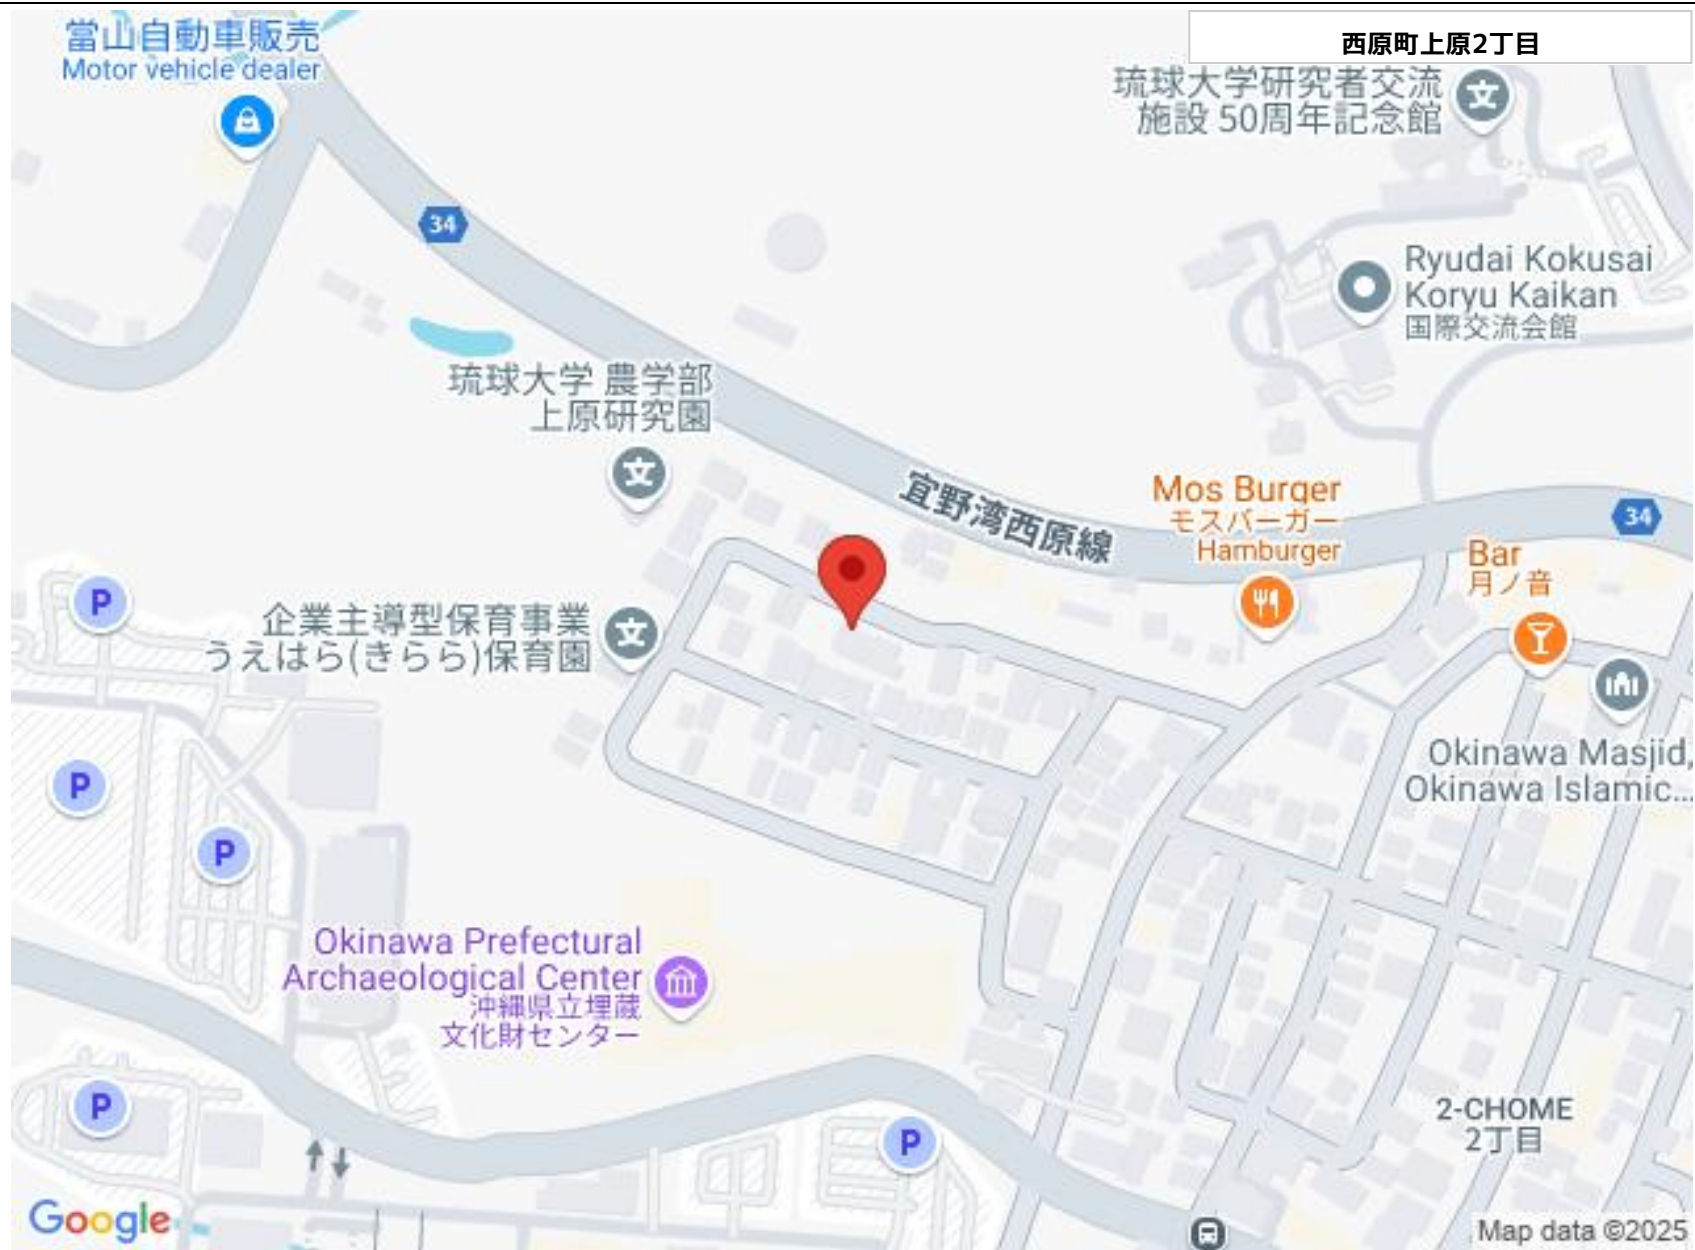 當山自動車販売
Motor vehicle dealer
西原町上原2丁目
琉球大学研究者交流
施設 50周年記念館
34
Ryudai Kokusai
Koryu Kaikan
国際交流会館
琉球大学 農学部
上原研究園
宜野湾西原線
Mos Burger
モスバーガー
Hamburger
34
Bar
月ノ音
P
企業主導型保育事業
うえはら(きらら)保育園
Okinawa Masjid,
Okinawa Islamic...
P
P
Okinawa Prefectural
Archaeological Center
沖縄県立埋蔵
文化財センター
P
P
2-CHOME
2丁目
Google
Map data ©2025